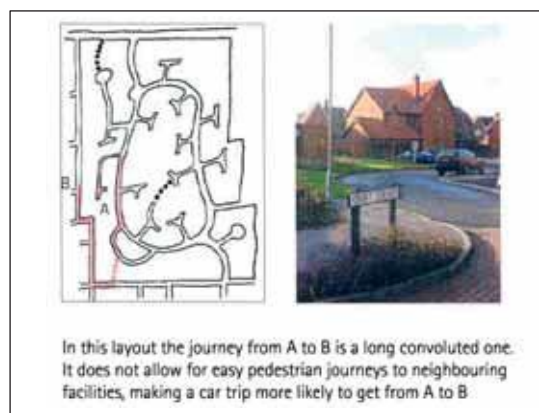 B
A
In this layout the journey from A to B is a long convoluted one.
It does not allow for easy pedestrian journeys to neighbouring
facilities, making a car trip more likely to get from A to B